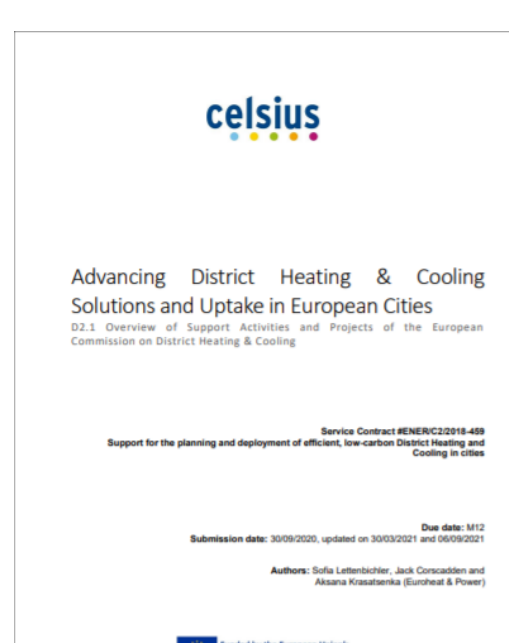 celsius
Advancing District Heating & Cooling
Solutions and Uptake in European Cities
D2.1 Overview of Support Activities and Projects of the European
Commission on District Heating & Cooling
Service Contract #ENER/C2/2018-459
Support for the planning and deployment of efficient, low-carbon District Heating and
Cooling in cities
Due date: M12
Submission date: 30/09/2020, updated on 30/03/2021 and 06/09/2021
Authors: Sofia Lettenbichler, Jack Corscadden and
Aksana Krasatsenka (Euroheat & Power)